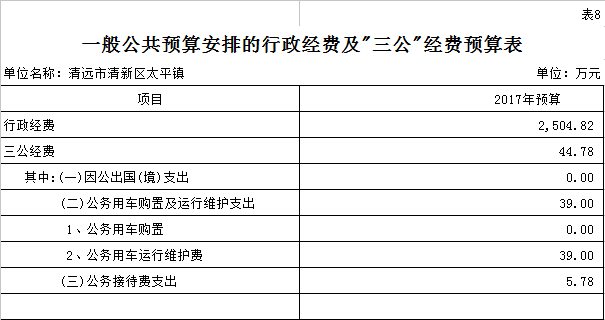 表8
一般公共预算安排的行政经费及"三公"经费预算表
单位名称：清远市清新区太平镇 单位：万元
项目 2017年预算
行政经费 2,504.82
三公经费 44.78
其中:(一)因公出国(境)支出 0.00
(二)公务用车购置及运行维护支出 39.00
1、公务用车购置 0.00
2、公务用车运行维护费 39.00
(三)公务接待费支出 5.78